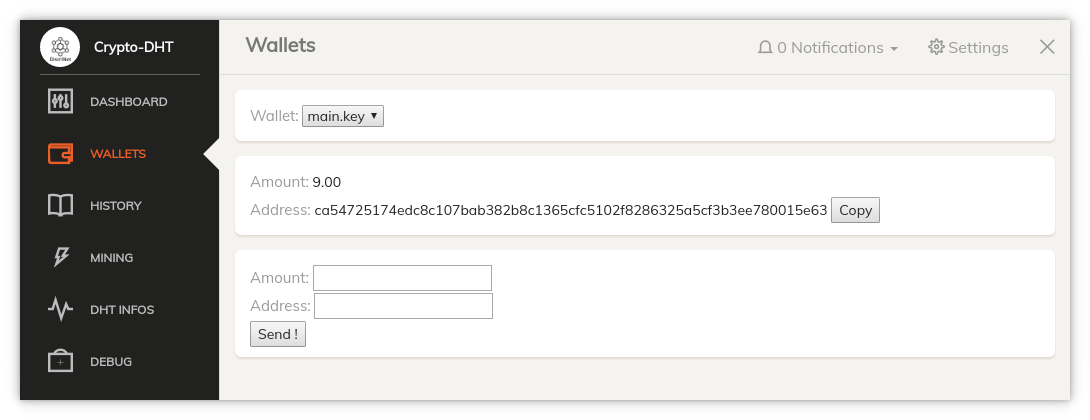 Crypto-DHT
DASHBOARD
WALLETS
HISTORY
MINING
DHT INFOS
DEBUG
Wallets
0 Notifications
Settings
Wallet: main.key
Amount: 9.00
Address: ca54725174edc8c107bab382b8c1365cfc5102f8286325a5cf3b3ee780015e63 Copy
Amount:
Address:
Send !